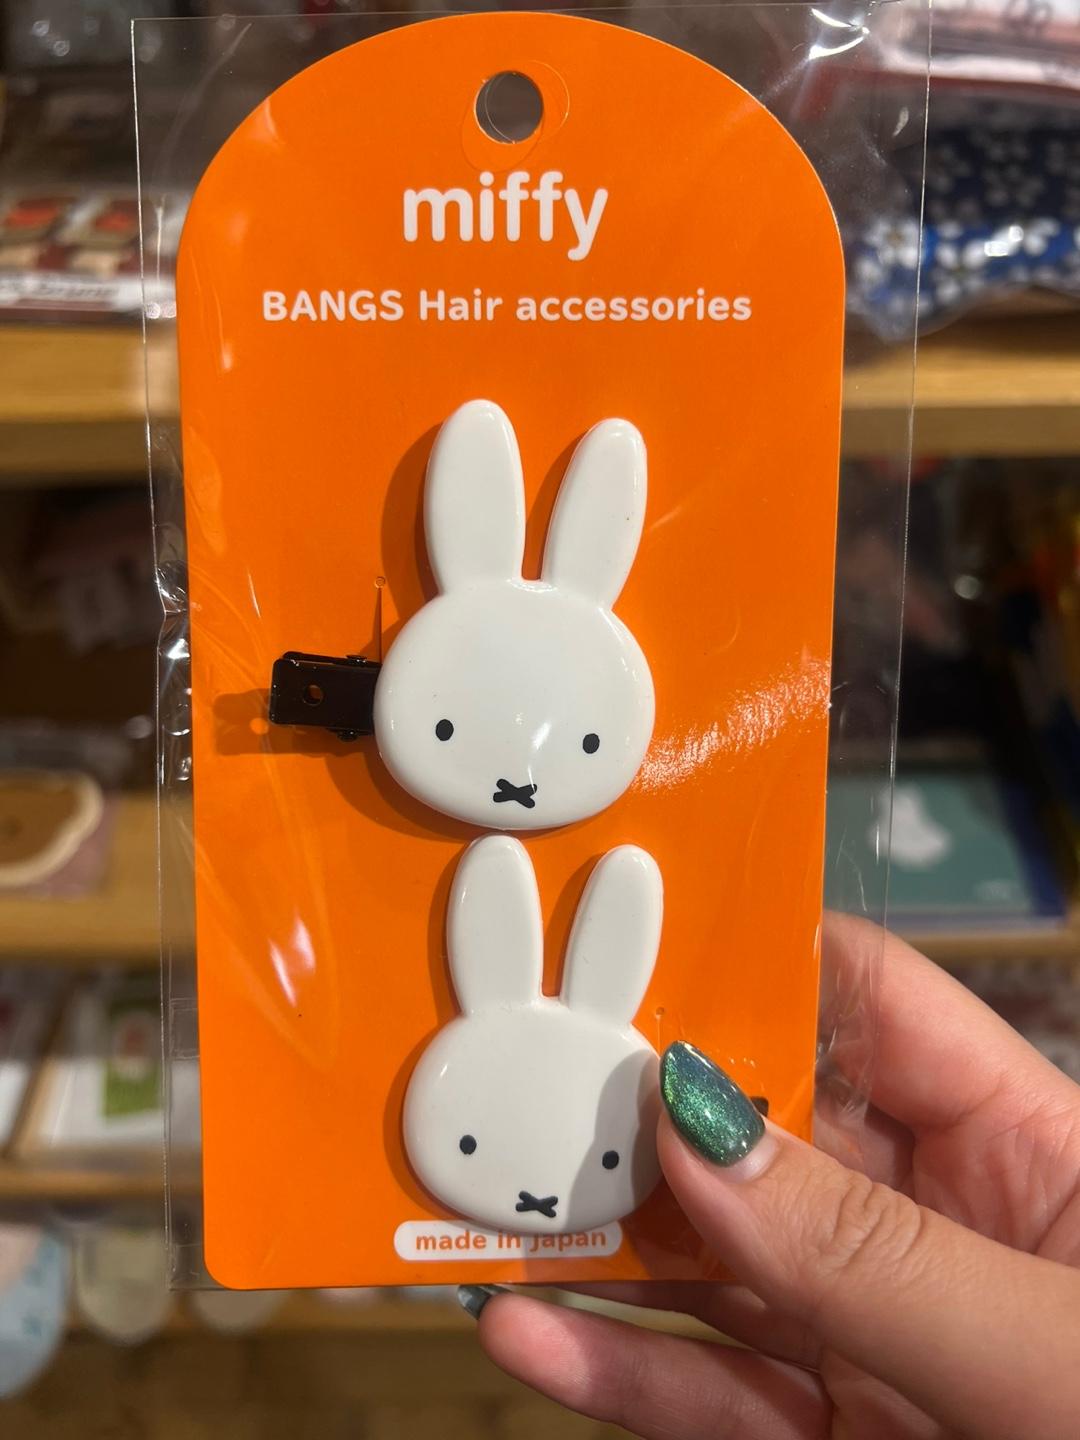 miffy
BANGS Hair accessories
made in japan